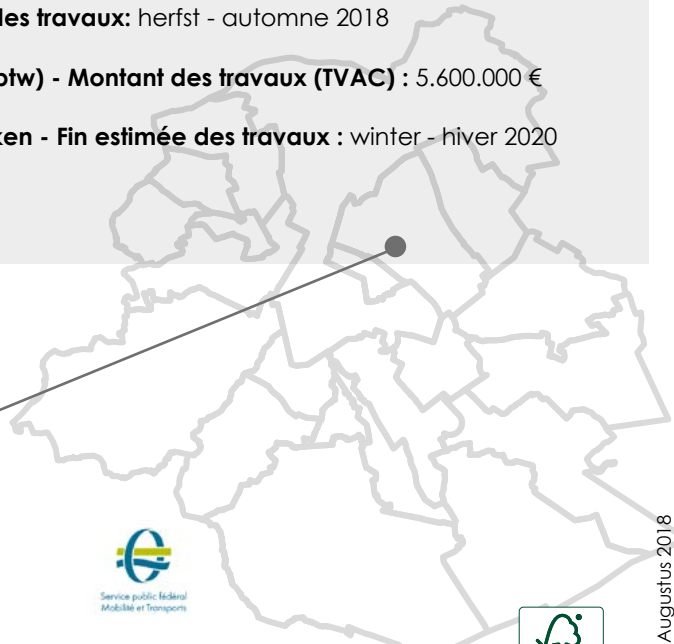 des travaux: herfst - automne 2018
btw) - Montant des travaux (TVAC) : 5.600.000 €
ken - Fin estimée des travaux : winter - hiver 2020
Service public fédéral
Mobilité et Transports
Augustus 2018